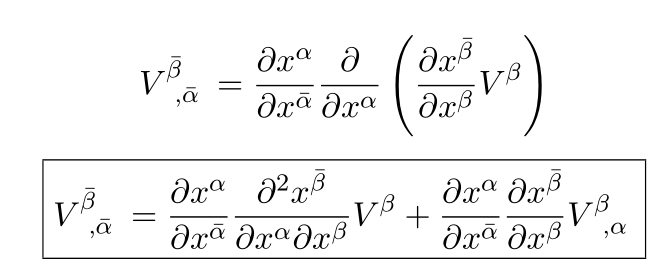 $V^{\bar{\beta}}{}_{,\bar{\alpha}} = \frac{\partial x^{\alpha}}{\partial x^{\bar{\alpha}}} \frac{\partial}{\partial x^{\alpha}} \left( \frac{\partial x^{\bar{\beta}}}{\partial x^{\beta}} V^{\beta} \right)$
$V^{\bar{\beta}}{}_{,\bar{\alpha}} = \frac{\partial x^{\alpha}}{\partial x^{\bar{\alpha}}} \frac{\partial^2 x^{\bar{\beta}}}{\partial x^{\alpha} \partial x^{\beta}} V^{\beta} + \frac{\partial x^{\alpha}}{\partial x^{\bar{\alpha}}} \frac{\partial x^{\bar{\beta}}}{\partial x^{\beta}} V^{\beta}{}_{,\alpha}$